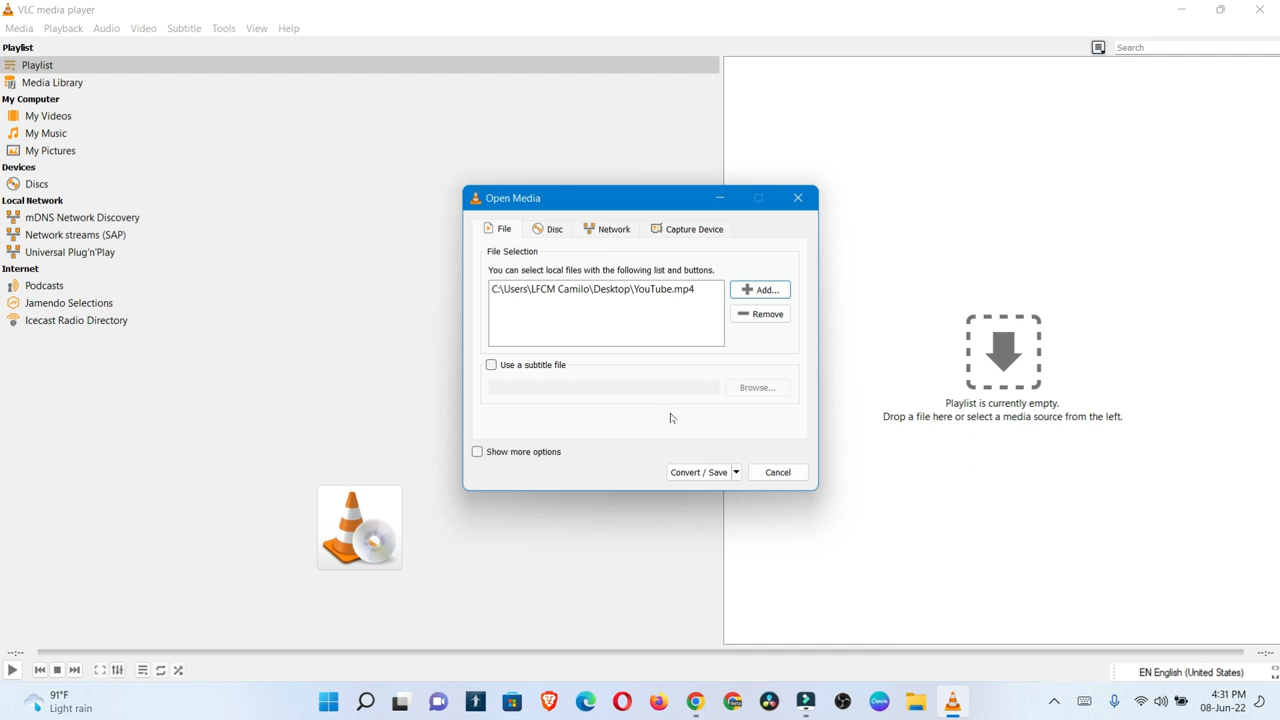 VLC media player
Media Playback Audio Video Subtitle Tools View Help
Playlist
Search
Playlist
Media Library
My Computer
My Videos
My Music
My Pictures
Devices
Discs
Local Network
mDNS Network Discovery
Network streams (SAP)
Universal Plug'n'Play
Internet
Podcasts
Jamendo Selections
Icecast Radio Directory
Open Media
File Disc Network Capture Device
File Selection
You can select local files with the following list and buttons.
C:\Users\LFCM Camilo\Desktop\YouTube.mp4
Add...
Remove
Use a subtitle file
Browse...
Show more options
Convert / Save Cancel
Playlist is currently empty.
Drop a file here or select a media source from the left.
--:-- --:--
EN English (United States)
91°F
Light rain
4:31 PM
08-Jun-22